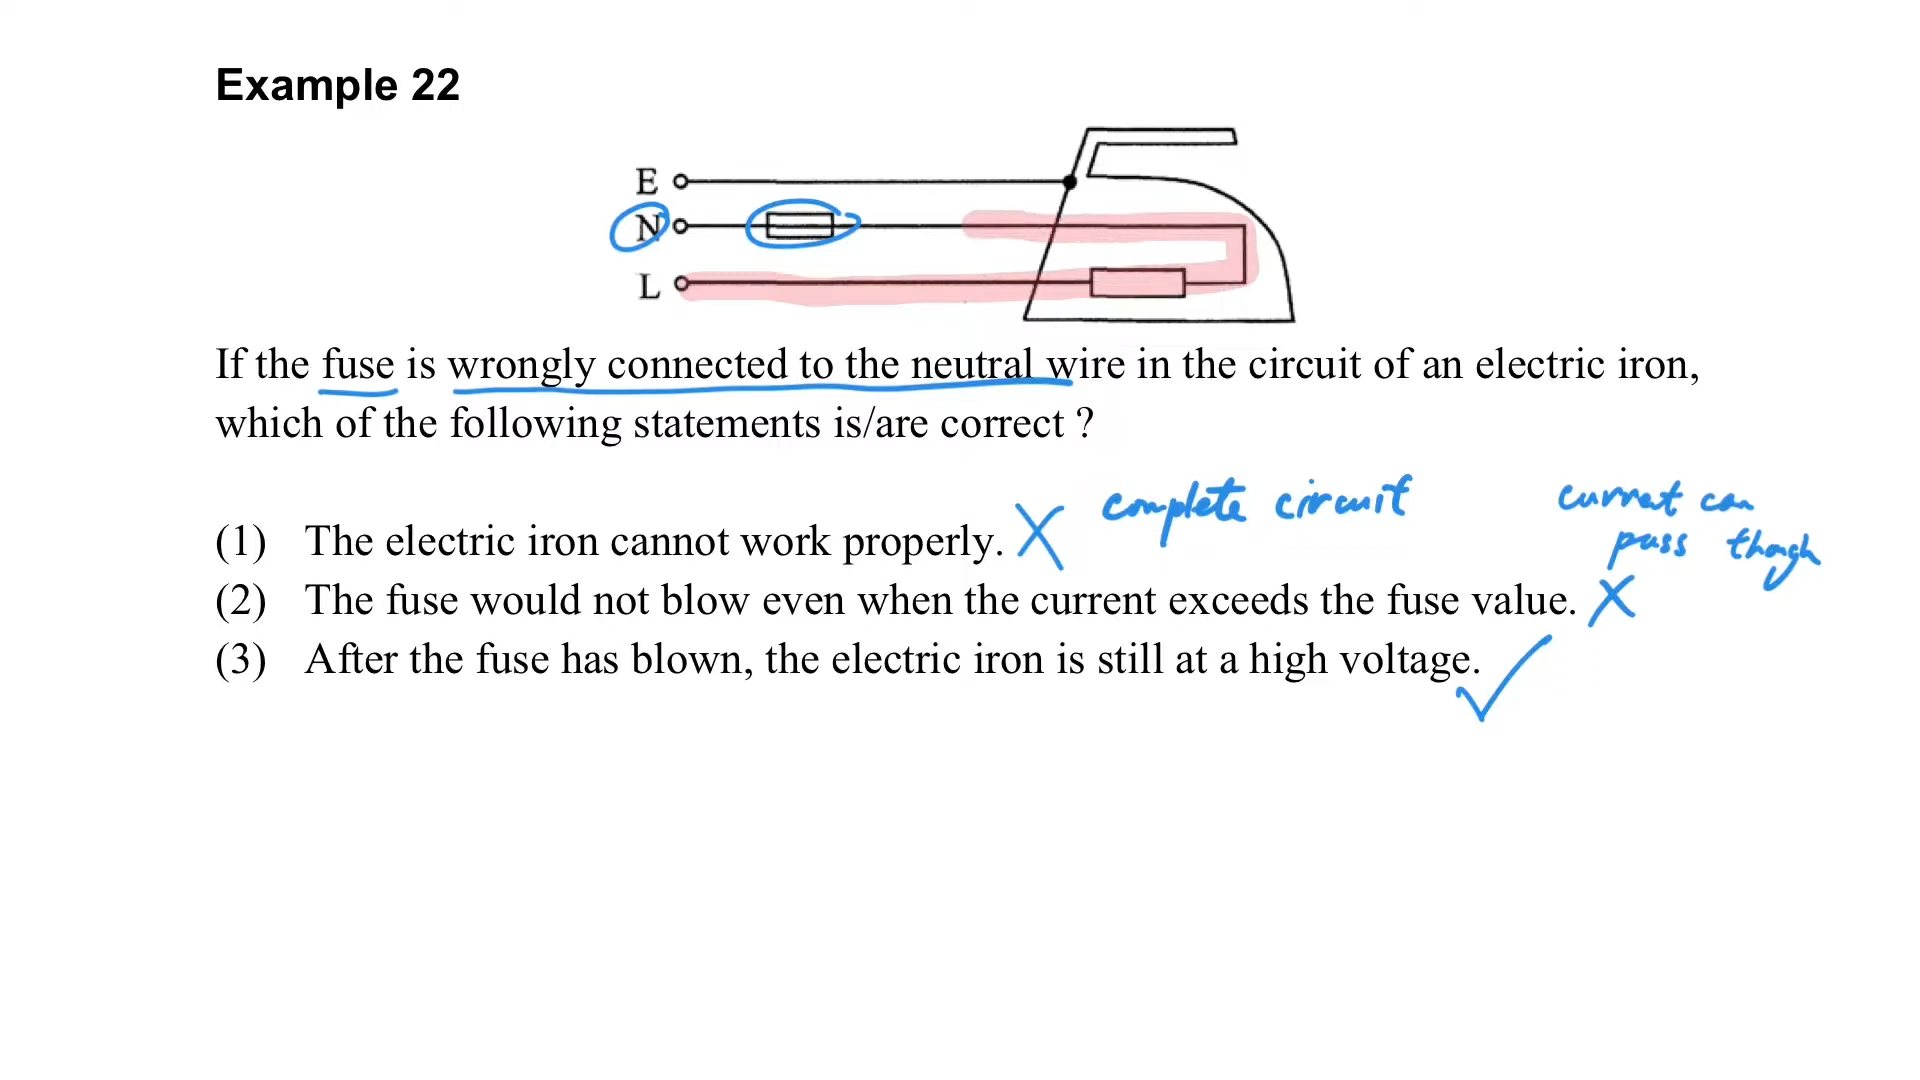 Example 22
E
N
L
If the fuse is wrongly connected to the neutral wire in the circuit of an electric iron,
which of the following statements is/are correct ?
complete circuit
current can
pass though
(1) The electric iron cannot work properly. X
(2) The fuse would not blow even when the current exceeds the fuse value. X
(3) After the fuse has blown, the electric iron is still at a high voltage. ✓